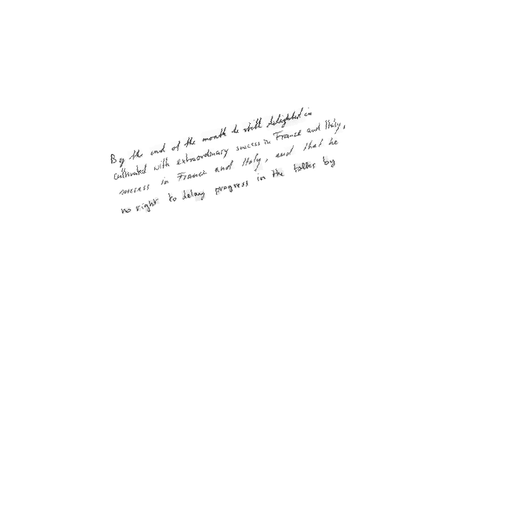 By the end of the month he still delighted in
cultivated with extraordinary success in France and Italy,
success in France and Italy, and that he
no right to delay progress in the talks by